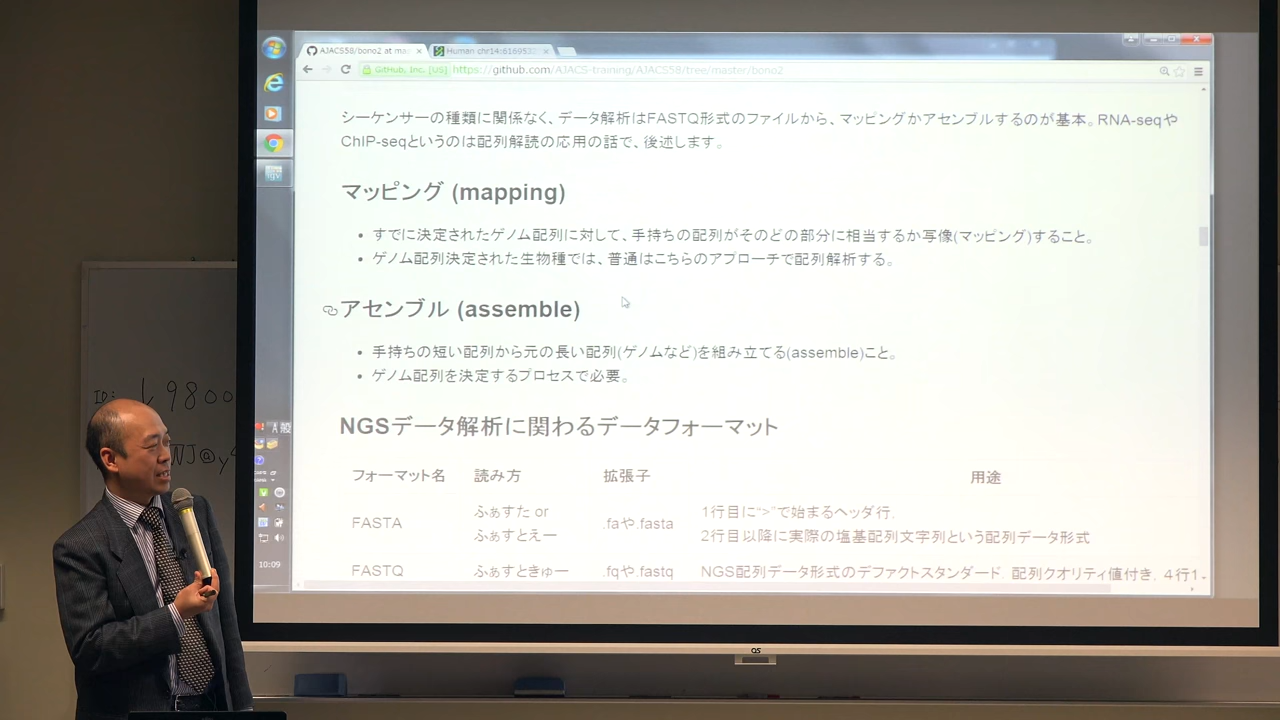 AJACS58/bono2 at ma
Human chr14:616953
GitHub, Inc. [US] https://github.com/AJACS-training/AJACS58/tree/master/bono2
シーケンサーの種類に関係なく、データ解析はFASTQ形式のファイルから、マッピングかアセンブルするのが基本。RNA-seqや
ChIP-seqというのは配列解読の応用の話で、後述します。
マッピング (mapping)
すでに決定されたゲノム配列に対して、手持ちの配列がそのどの部分に相当するか写像(マッピング)すること。
ゲノム配列決定された生物種では、普通はこちらのアプローチで配列解析する。
アセンブル (assemble)
手持ちの短い配列から元の長い配列(ゲノムなど)を組み立てる(assemble)こと。
ゲノム配列を決定するプロセスで必要。
NGSデータ解析に関わるデータフォーマット
フォーマット名 読み方 拡張子 用途
FASTA ふぁすた or ふぁすとえー .faや.fasta 1行目に“>”で始まるヘッダ行,
2行目以降に実際の塩基配列文字列という配列データ形式
FASTQ ふぁすときゅー .fqや.fastq NGS配列データ形式のデファクトスタンダード. 配列クオリティ値付き. 4行1
A 般
10:09
ID: 9800
NJ@y
OS